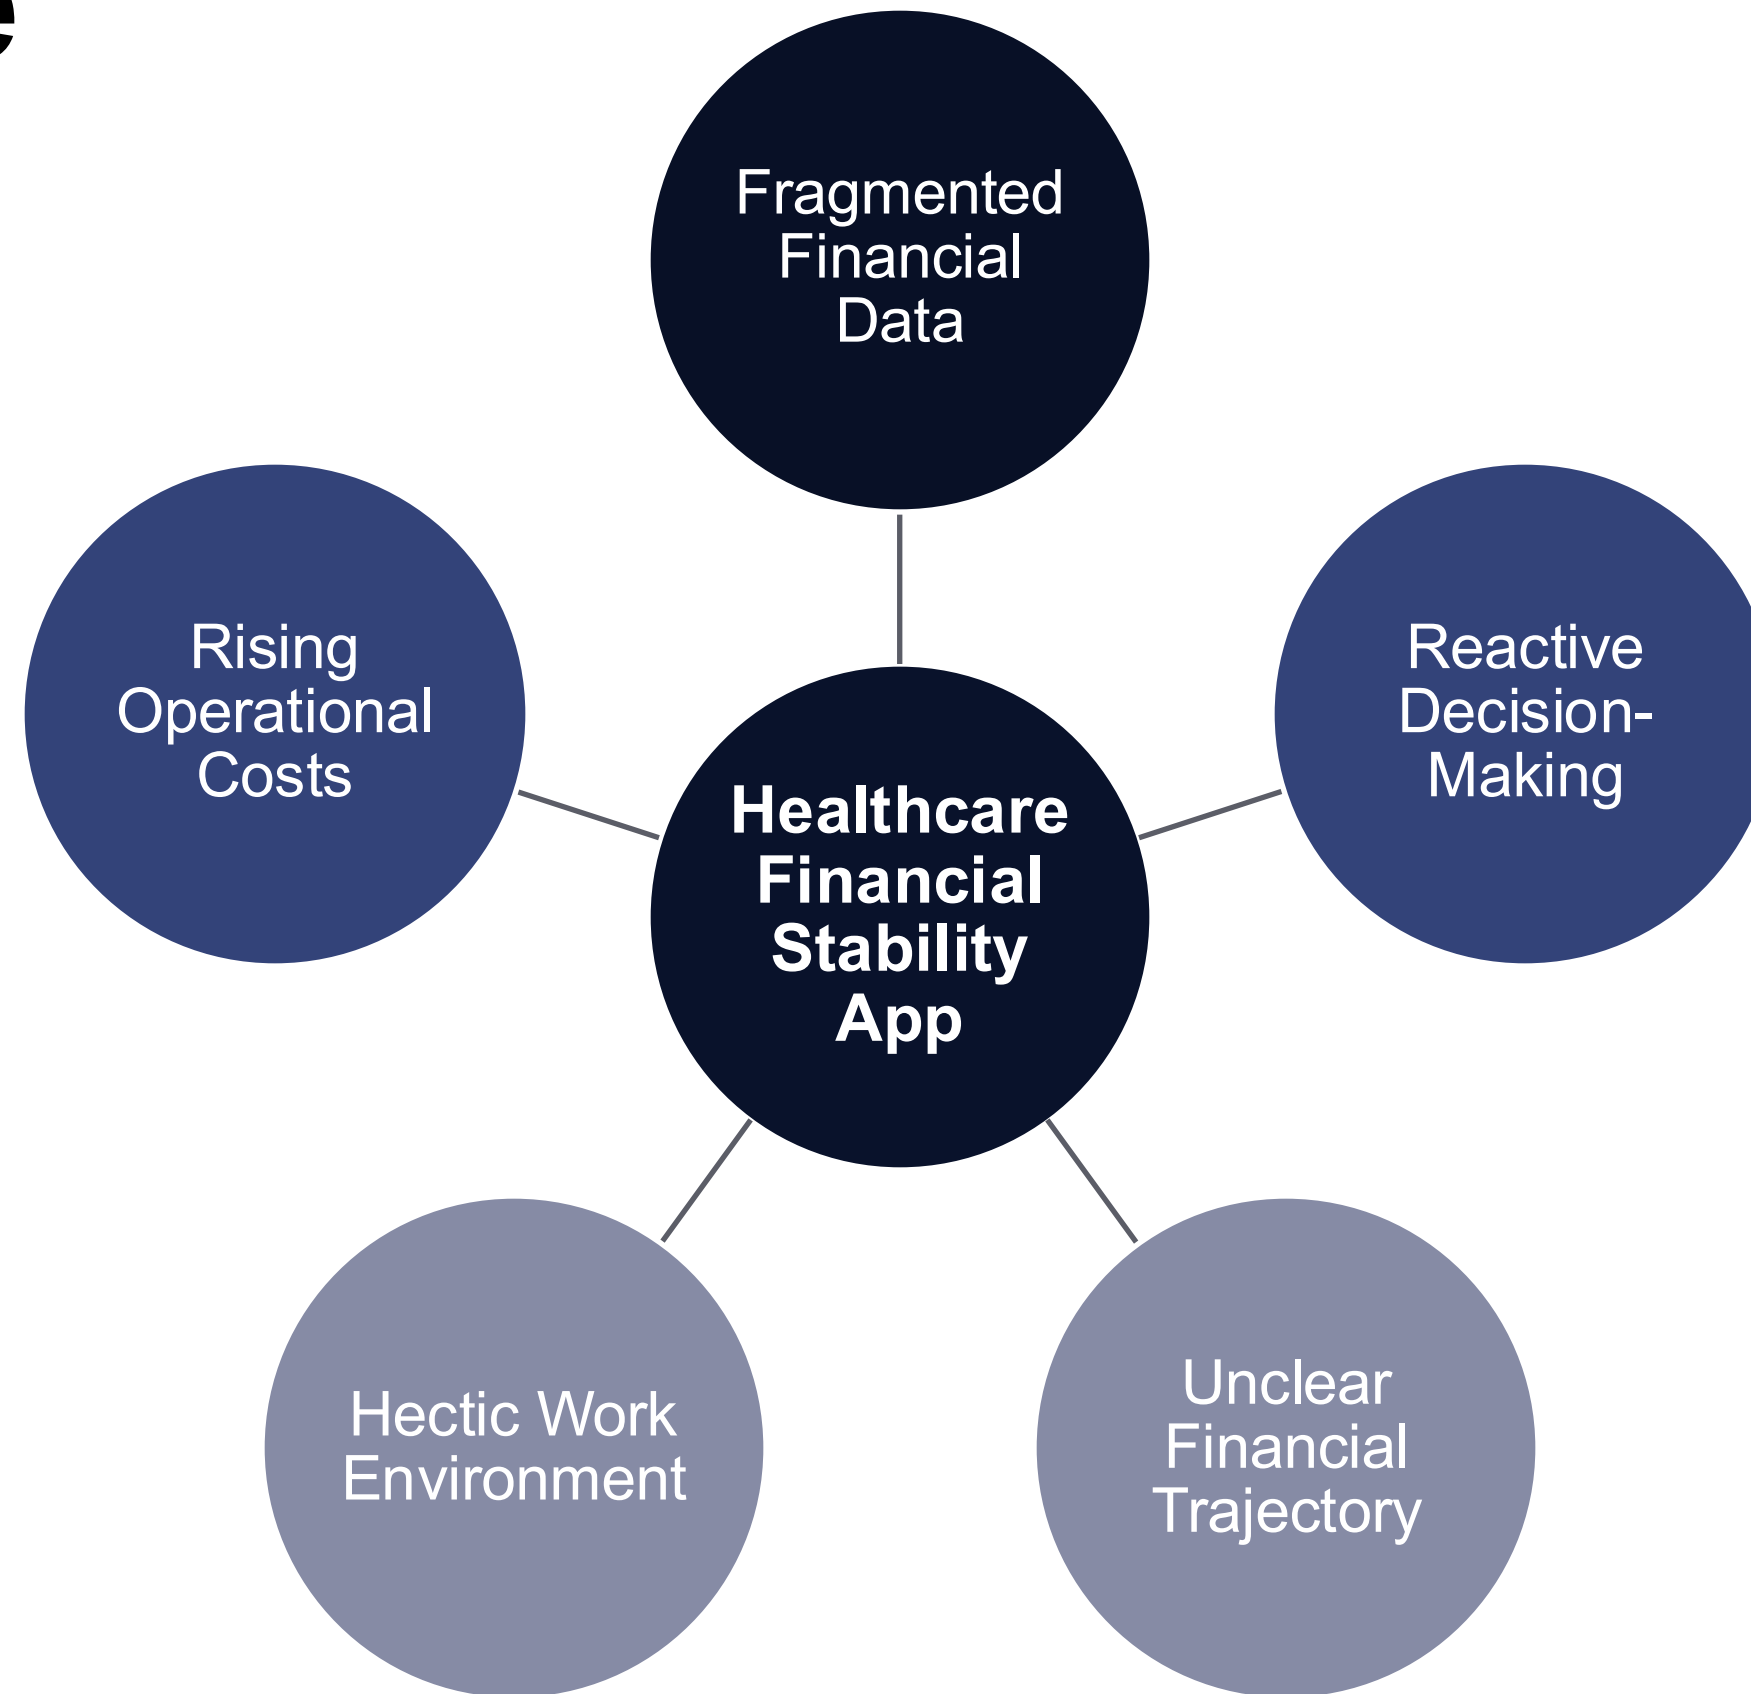 Fragmented
Financial
Data
Rising
Operational
Costs
Reactive
Decision-
Making
Healthcare
Financial
Stability
App
Hectic Work
Environment
Unclear
Financial
Trajectory